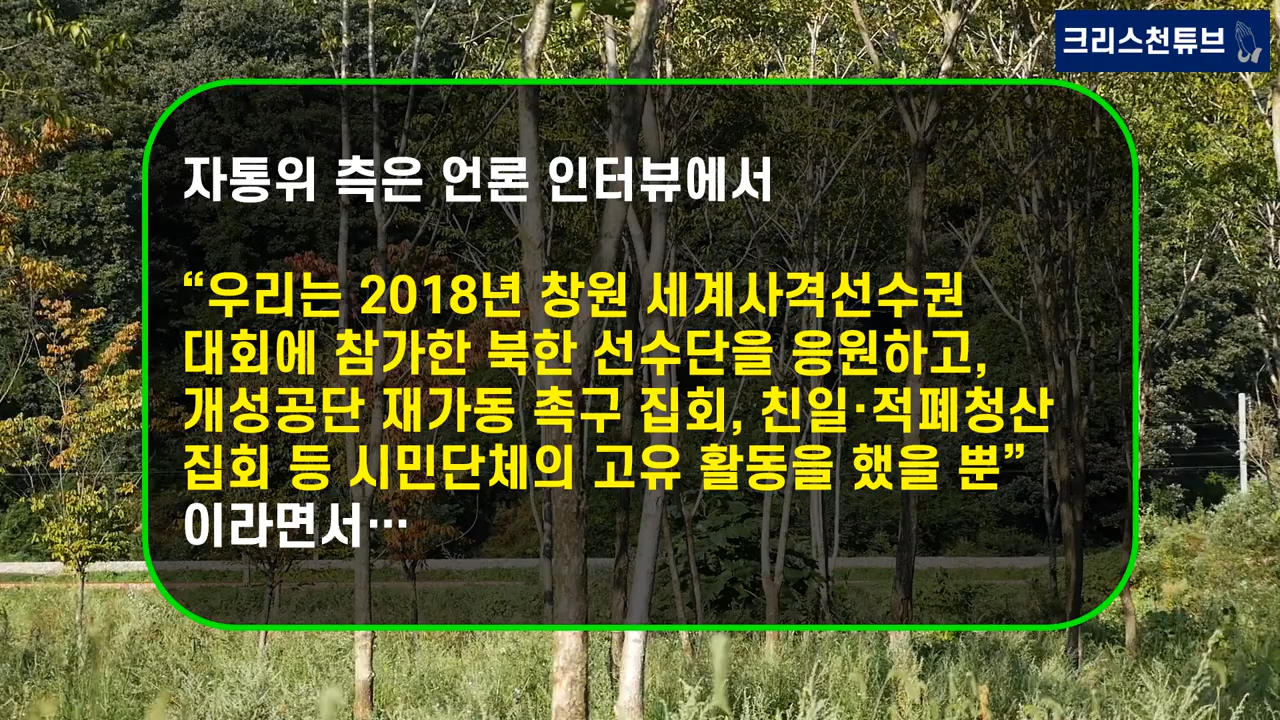 크리스천튜브
자통위 측은 언론 인터뷰에서
“우리는 2018년 창원 세계사격선수권
대회에 참가한 북한 선수단을 응원하고,
개성공단 재가동 촉구 집회, 친일·적폐청산
집회 등 시민단체의 고유 활동을 했을 뿐”
이라면서…